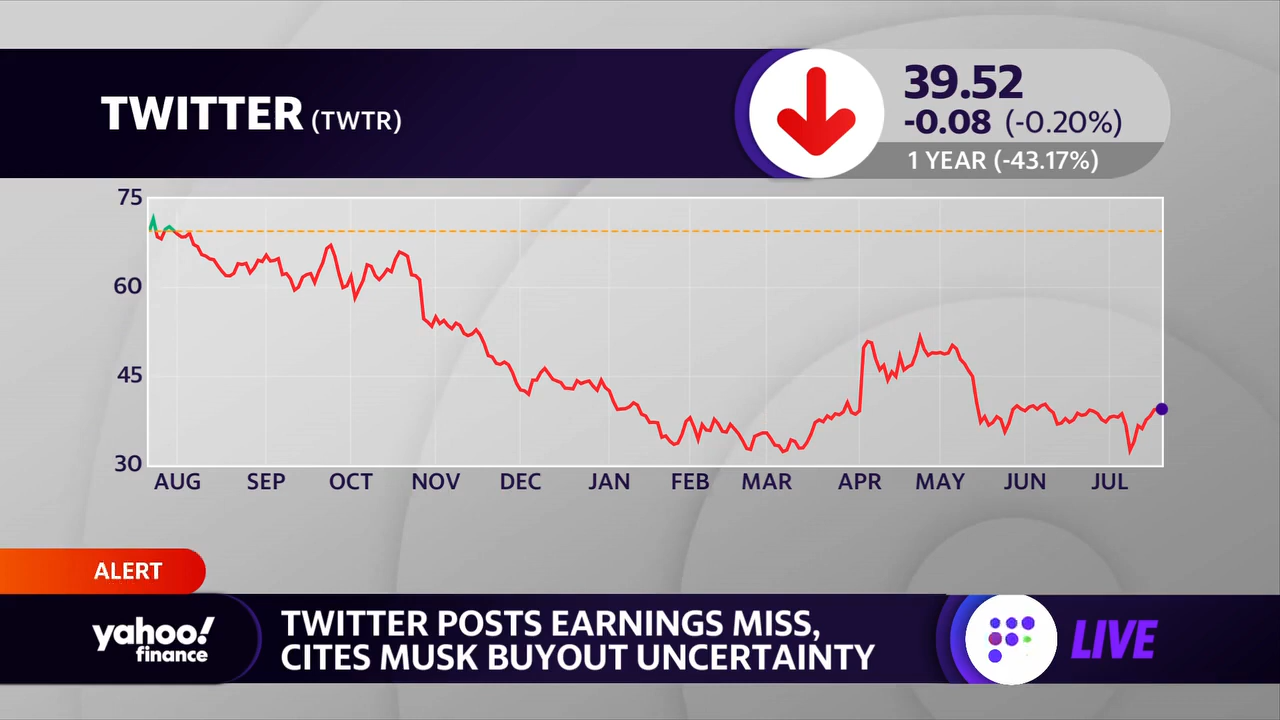 TWITTER (TWTR)
39.52
-0.08 (-0.20%)
1 YEAR (-43.17%)
75
60
45
30
AUG SEP OCT NOV DEC JAN FEB MAR APR MAY JUN JUL
ALERT
yahoo!
finance
TWITTER POSTS EARNINGS MISS,
CITES MUSK BUYOUT UNCERTAINTY
LIVE